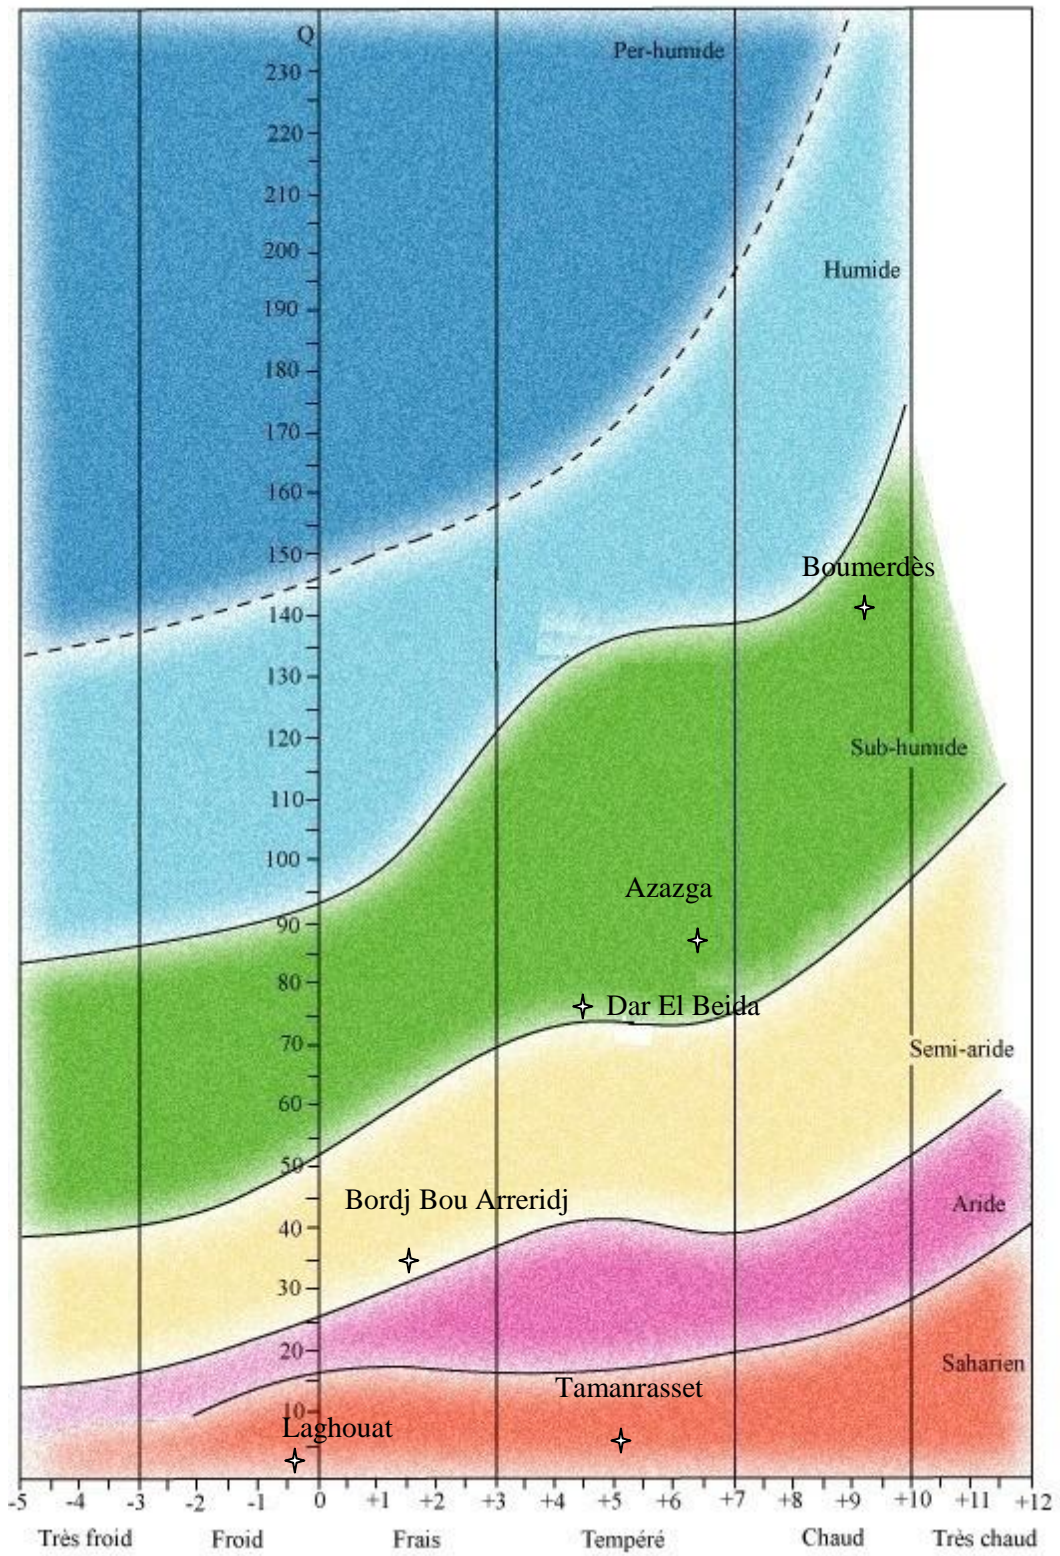 Q
Per-humide
230
220
210
200
Humide
190
180
170
160
150
Boumerdès
140
130
120
Sub-humide
110
100
Azazga
90
80
Dar El Beida
70
Semi-aride
60
50
Bordj Bou Arreridj
Aride
40
30
20
Saharien
Tamanrasset
10
Laghouat
-5 -4 -3 -2 -1 0 +1 +2 +3 +4 +5 +6 +7 +8 +9 +10 +11 +12
Très froid Froid Frais Tempéré Chaud Très chaud